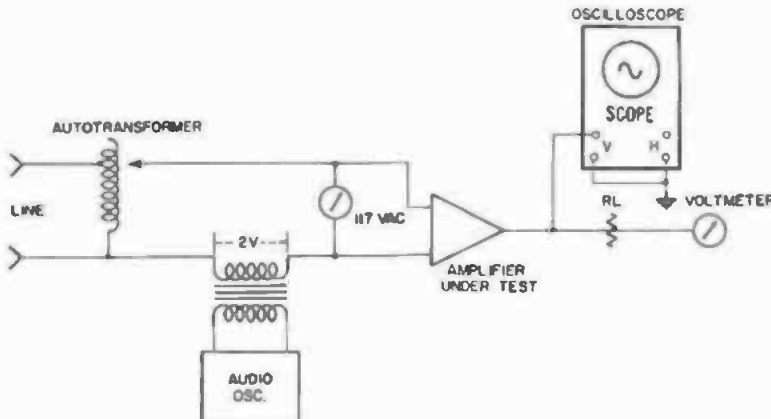 OSCILLOSCOPE
SCOPE
V H
AUTOTRANSFORMER
LINE
117 VAC
RL VOLTMETER
2V
AMPLIFIER
UNDER TEST
AUDIO
OSC.